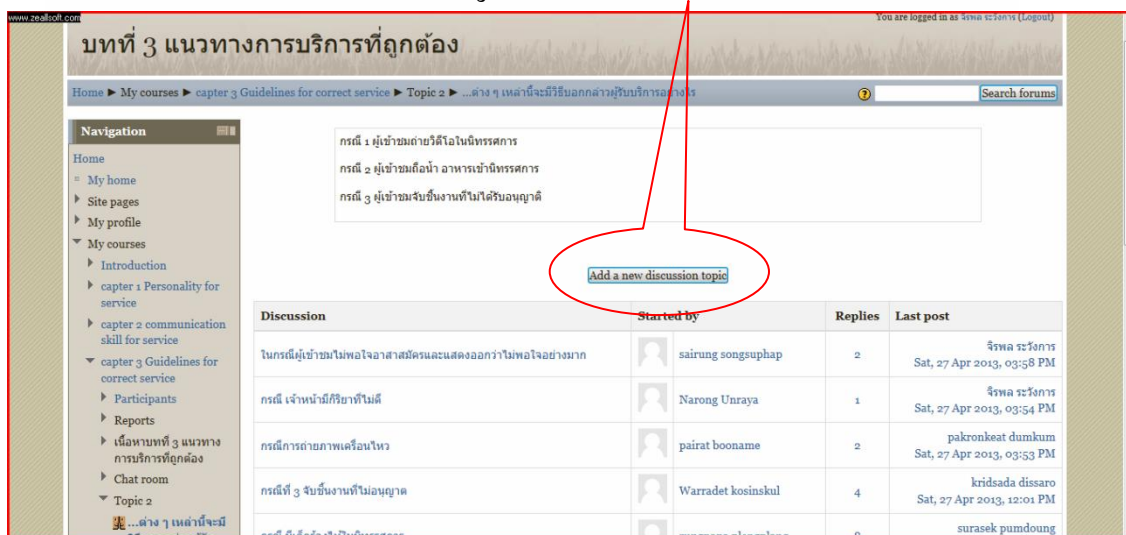 www.zeallsoft.com
You are logged in as จิรพล ระวังการ (Logout)
บทที่ 3 แนวทางการบริการที่ถูกต้อง
Home ► My courses ► capter 3 Guidelines for correct service ► Topic 2 ► ...ต่าง ๆ เหล่านี้จะมีวิธีบอกกล่าวผู้รับบริการอย่างไร
Search forums
Navigation
Home
My home
Site pages
My profile
My courses
Introduction
capter 1 Personality for
service
capter 2 communication
skill for service
capter 3 Guidelines for
correct service
Participants
Reports
เนื้อหาบทที่ 3 แนวทาง
การบริการที่ถูกต้อง
Chat room
Topic 2
...ต่าง ๆ เหล่านี้จะมี
กรณี 1 ผู้เข้าชมถ่ายวิดีโอในนิทรรศการ
กรณี 2 ผู้เข้าชมถือน้ำ อาหารเข้านิทรรศการ
กรณี 3 ผู้เข้าชมจับชิ้นงานที่ไม่ได้รับอนุญาติ
Add a new discussion topic
Discussion Started by Replies Last post
ในกรณีผู้เข้าชมไม่พอใจอาสาสมัครและแสดงออกว่าไม่พอใจอย่างมาก sairung songsuphap 2 จิรพล ระวังการ
Sat, 27 Apr 2013, 03:58 PM
กรณี เจ้าหน้ามีกิริยาที่ไม่ดี Narong Unraya 1 จิรพล ระวังการ
Sat, 27 Apr 2013, 03:54 PM
กรณีการถ่ายภาพเครื่อนไหว pairat booname 2 pakronkeat dumkum
Sat, 27 Apr 2013, 03:53 PM
กรณีที่ 3 จับชิ้นงานที่ไม่อนุญาต Warradet kosinskul 4 kridsada dissaro
Sat, 27 Apr 2013, 12:01 PM
surasek pumdoung